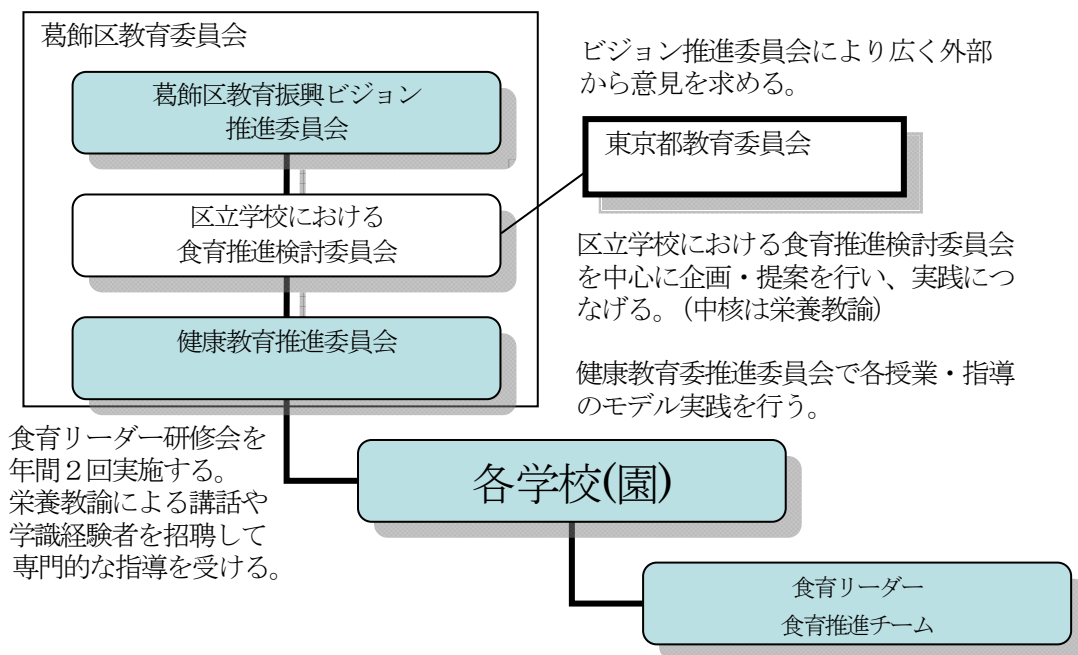 葛飾区教育委員会
葛飾区教育振興ビジョン
推進委員会
ビジョン推進委員会により広く外部
から意見を求める。
東京都教育委員会
区立学校における
食育推進検討委員会
区立学校における食育推進検討委員会
を中心に企画・提案を行い、実践につ
なげる。(中核は栄養教諭)
健康教育推進委員会
健康教育委推進委員会で各授業・指導
のモデル実践を行う。
食育リーダー研修会を
年間２回実施する。
栄養教諭による講話や
学識経験者を招聘して
専門的な指導を受ける。
各学校(園)
食育リーダー
食育推進チーム